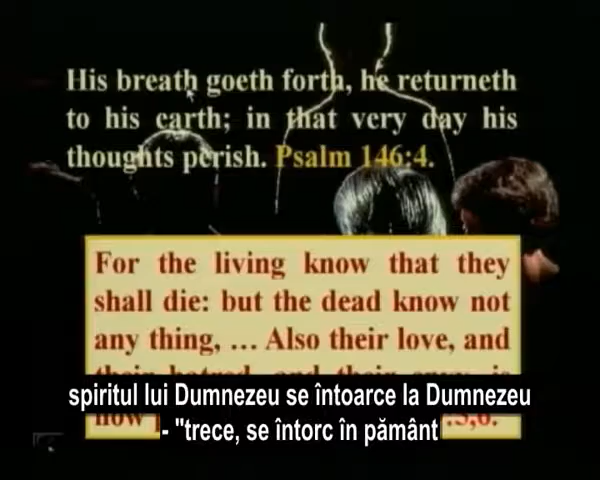 His breath goeth forth, he returneth
to his earth; in that very day his
thoughts perish. Psalm 146:4.
For the living know that they
shall die: but the dead know not
any thing, ... Also their love, and
spiritul lui Dumnezeu se întoarce la Dumnezeu
- "trece, se întorc în pământ